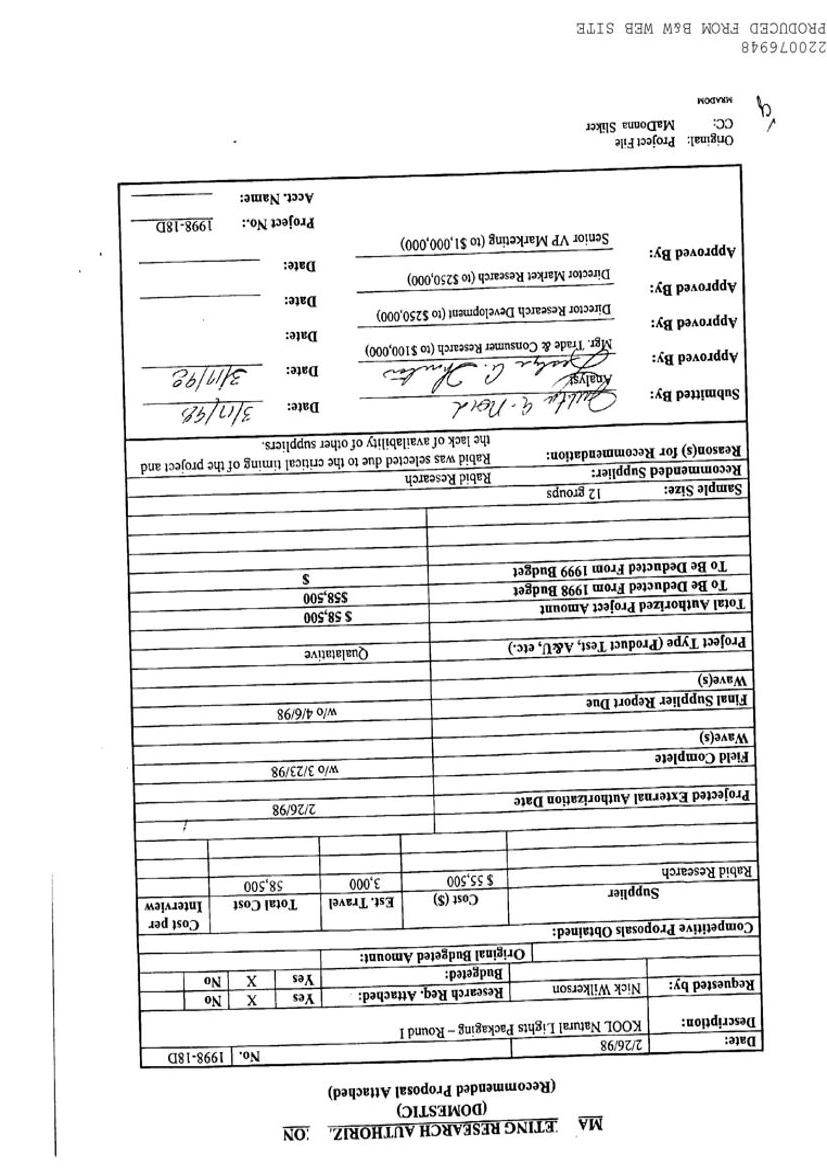 MA ETING RESEARCH AUTHORIZ ON
(DOMESTIC)
(Recommended Proposal Attached)
Date: 2/26/98 No. 1998-18D
Description: KOOL Natural Lights Packaging – Round I
Requested by: Nick Wilkerson Research Req. Attached: Yes X No
Budgeted: Yes X No
Original Budgeted Amount:
Competitive Proposals Obtained:
Supplier Cost ($) Est. Travel Total Cost Cost per Interview
Rabid Research $ 55,500 3,000 58,500
Projected External Authorization Date 2/26/98
Field Complete w/o 3/23/98
Wave(s)
Final Supplier Report Due w/o 4/6/98
Wave(s)
Project Type (Product Test, A&U, etc.) Qualatative
Total Authorized Project Amount $ 58,500
To Be Deducted From 1998 Budget $58,500
To Be Deducted From 1999 Budget $
Sample Size: 12 groups
Recommended Supplier: Rabid Research
Reason(s) for Recommendation: Rabid was selected due to the critical timing of the project and
the lack of availability of other suppliers.
Submitted By: Date: 3/17/98
Analyst
Approved By: Date: 3/17/98
Mgr. Trade & Consumer Research (to $100,000)
Approved By: Date:
Director Research Development (to $250,000)
Approved By: Date:
Director Market Research (to $250,000)
Approved By: Date:
Senior VP Marketing (to $1,000,000)
Project No.: 1998-18D
Acct. Name:
Original: Project File
CC: MaDonna Sliker
MRADOM
220076948
PRODUCED FROM B&W WEB SITE